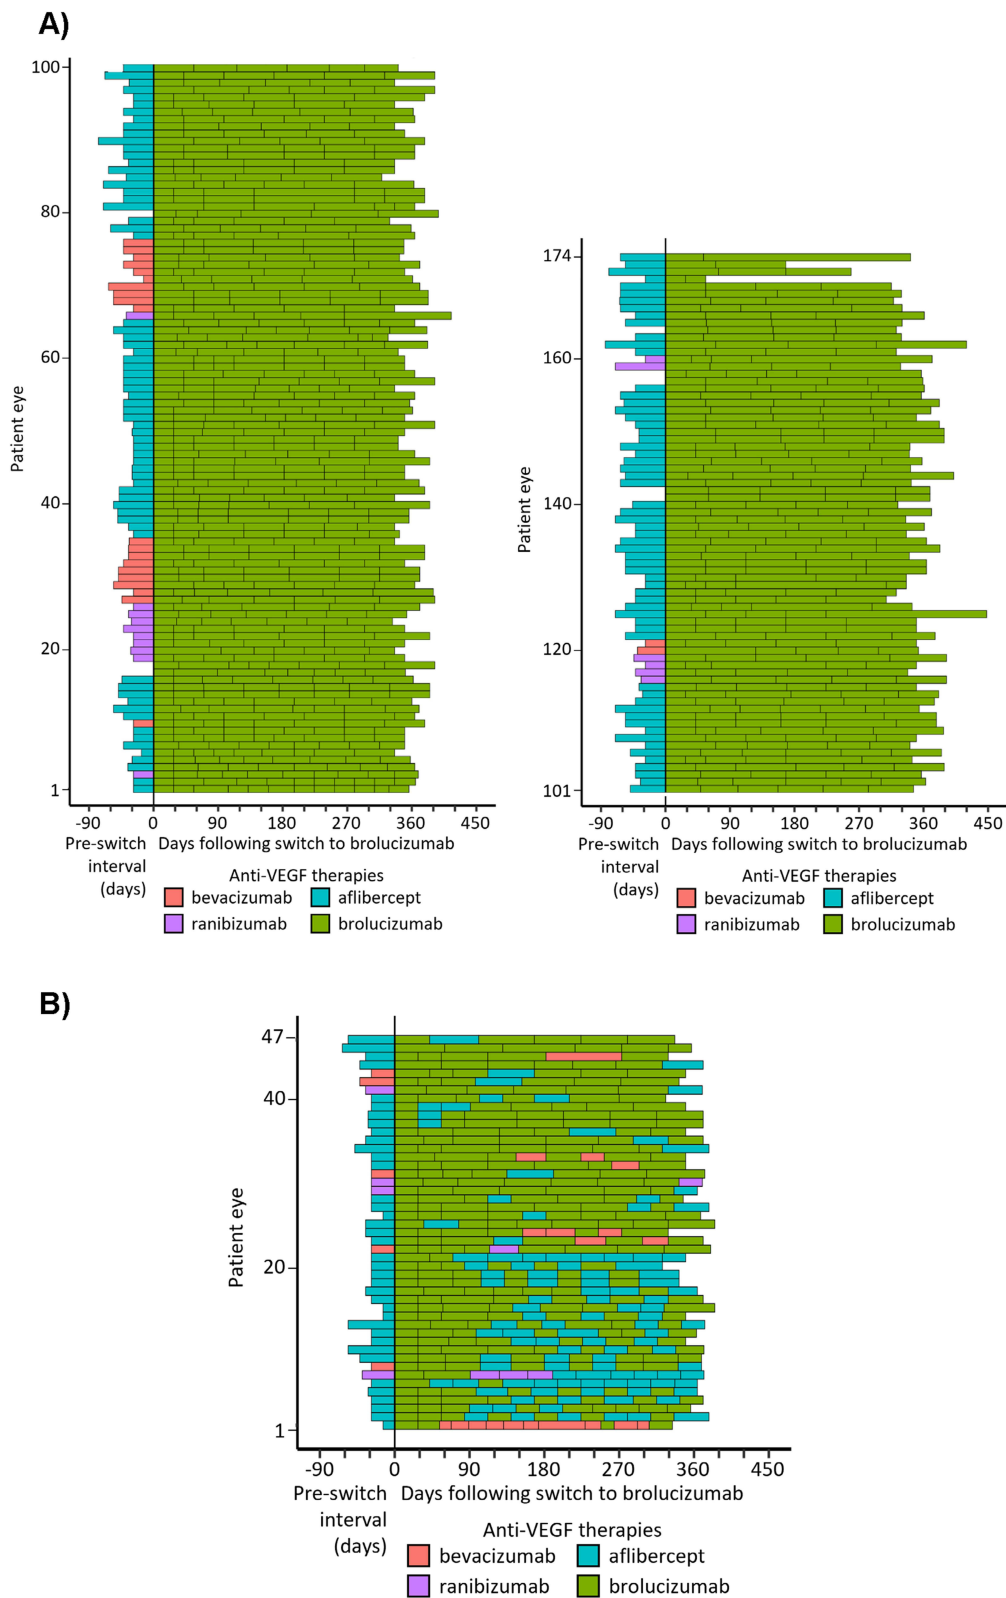 A)
100
80
60
40
20
1
Patient eye
-90 0 90 180 270 360 450
Pre-switch interval (days)
Days following switch to brolucizumab
Anti-VEGF therapies
bevacizumab aflibercept
ranibizumab brolucizumab
174
160
140
120
101
Patient eye
-90 0 90 180 270 360 450
Pre-switch interval (days)
Days following switch to brolucizumab
Anti-VEGF therapies
bevacizumab aflibercept
ranibizumab brolucizumab
B)
47
40
20
1
Patient eye
-90 0 90 180 270 360 450
Pre-switch interval (days)
Days following switch to brolucizumab
Anti-VEGF therapies
bevacizumab aflibercept
ranibizumab brolucizumab